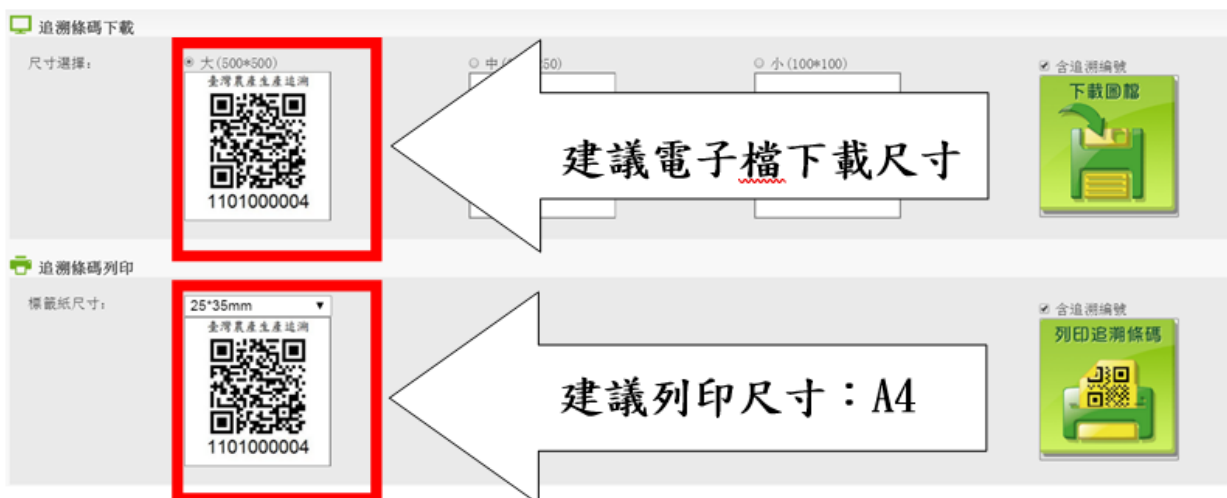 追溯條碼下載
尺寸選擇：
大(500*500)
臺灣農產生產追溯
1101000004
建議電子檔下載尺寸
小(100*100)
含追溯編號
下載圖檔
追溯條碼列印
標籤紙尺寸：
25*35mm
臺灣農產生產追溯
1101000004
建議列印尺寸：A4
含追溯編號
列印追溯條碼